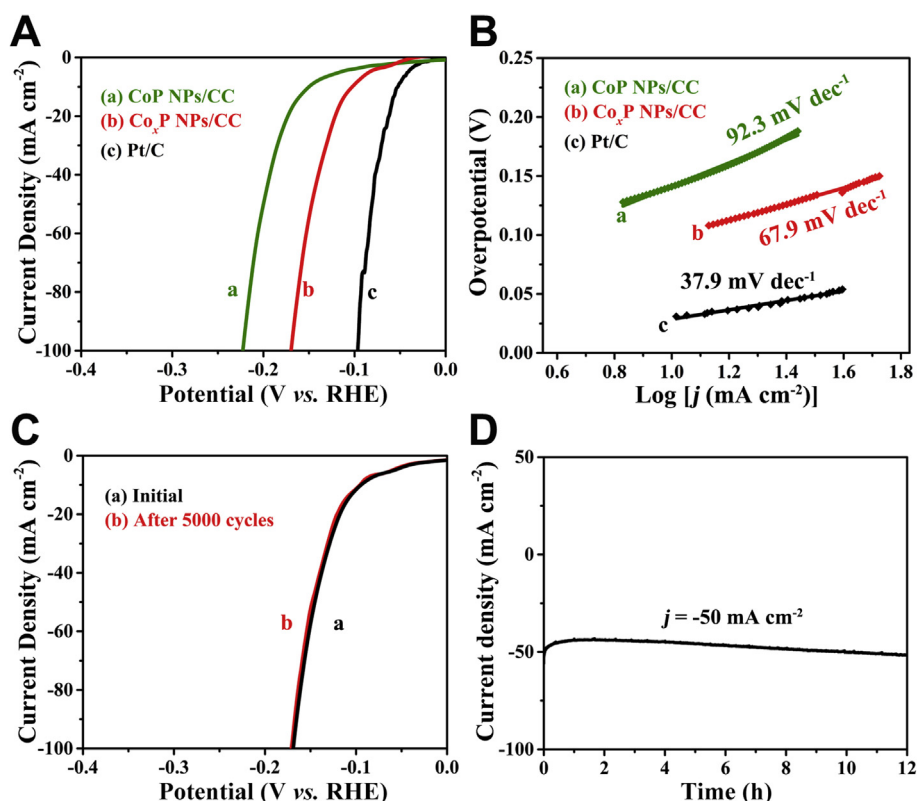 A
0
-20
-40
-60
-80
-100
-0.4
-0.3
-0.2
-0.1
0.0
Current Density (mA cm⁻²)
Potential (V vs. RHE)
(a) CoP NPs/CC
(b) CoₓP NPs/CC
(c) Pt/C
a
b
c
B
0.25
0.20
0.15
0.10
0.05
0.00
0.6
0.8
1.0
1.2
1.4
1.6
1.8
Overpotential (V)
Log [j (mA cm⁻²)]
(a) CoP NPs/CC
(b) CoₓP NPs/CC
(c) Pt/C
92.3 mV dec⁻¹
a
b
67.9 mV dec⁻¹
37.9 mV dec⁻¹
c
C
0
-20
-40
-60
-80
-100
-0.4
-0.3
-0.2
-0.1
0.0
Current Density (mA cm⁻²)
Potential (V vs. RHE)
(a) Initial
(b) After 5000 cycles
b
a
D
50
0
-50
-100
0
2
4
6
8
10
12
Current density (mA cm⁻²)
Time (h)
j = -50 mA cm⁻²